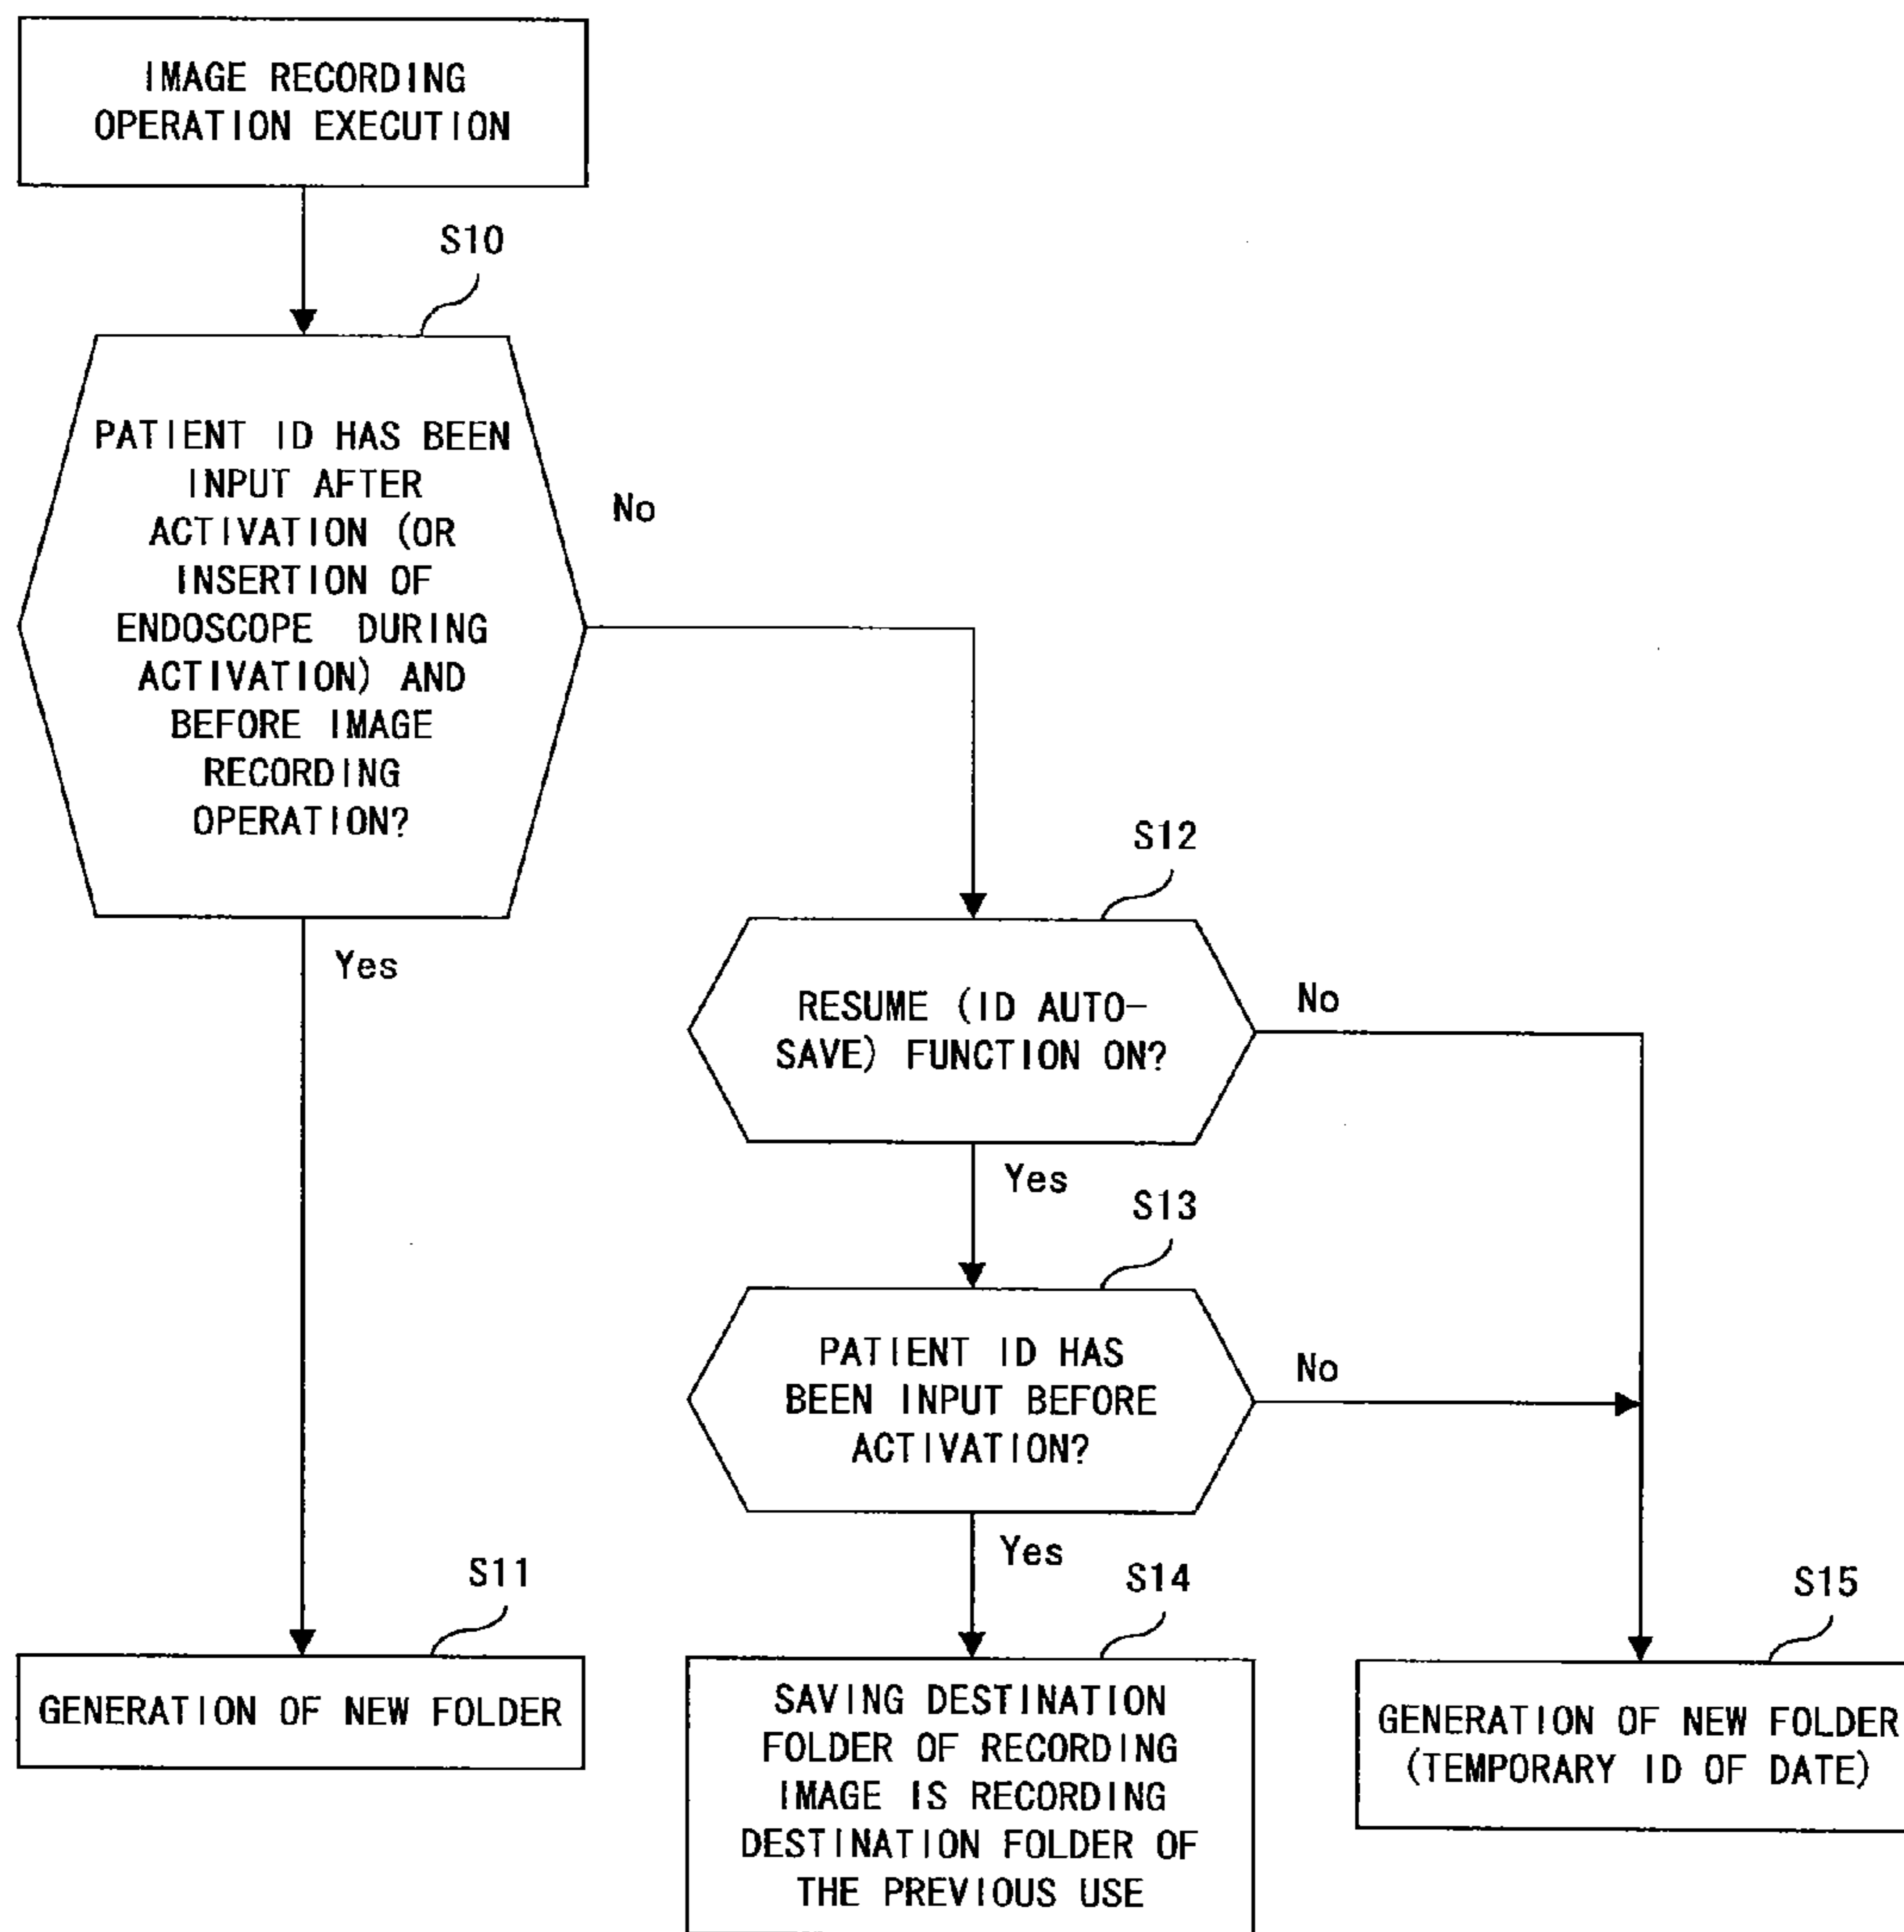 IMAGE RECORDING
OPERATION EXECUTION
S10
PATIENT ID HAS BEEN
INPUT AFTER
ACTIVATION (OR
INSERTION OF
ENDOSCOPE DURING
ACTIVATION) AND
BEFORE IMAGE
RECORDING
OPERATION?
No
Yes
S12
RESUME (ID AUTO-
SAVE) FUNCTION ON?
No
Yes
S13
PATIENT ID HAS
BEEN INPUT BEFORE
ACTIVATION?
No
Yes
S11
GENERATION OF NEW FOLDER
S14
SAVING DESTINATION
FOLDER OF RECORDING
IMAGE IS RECORDING
DESTINATION FOLDER OF
THE PREVIOUS USE
S15
GENERATION OF NEW FOLDER
(TEMPORARY ID OF DATE)